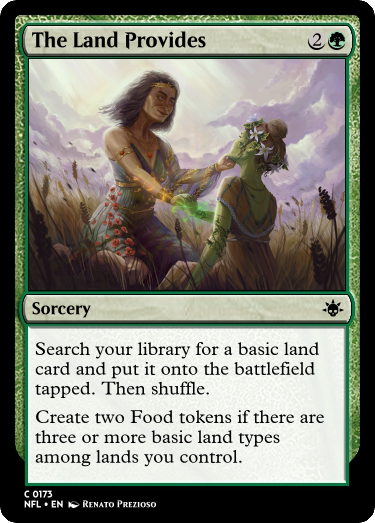 The Land Provides 2
Sorcery
Search your library for a basic land
card and put it onto the battlefield
tapped. Then shuffle.
Create two Food tokens if there are
three or more basic land types
among lands you control.
C 0173
NFL • EN Renato Prezioso